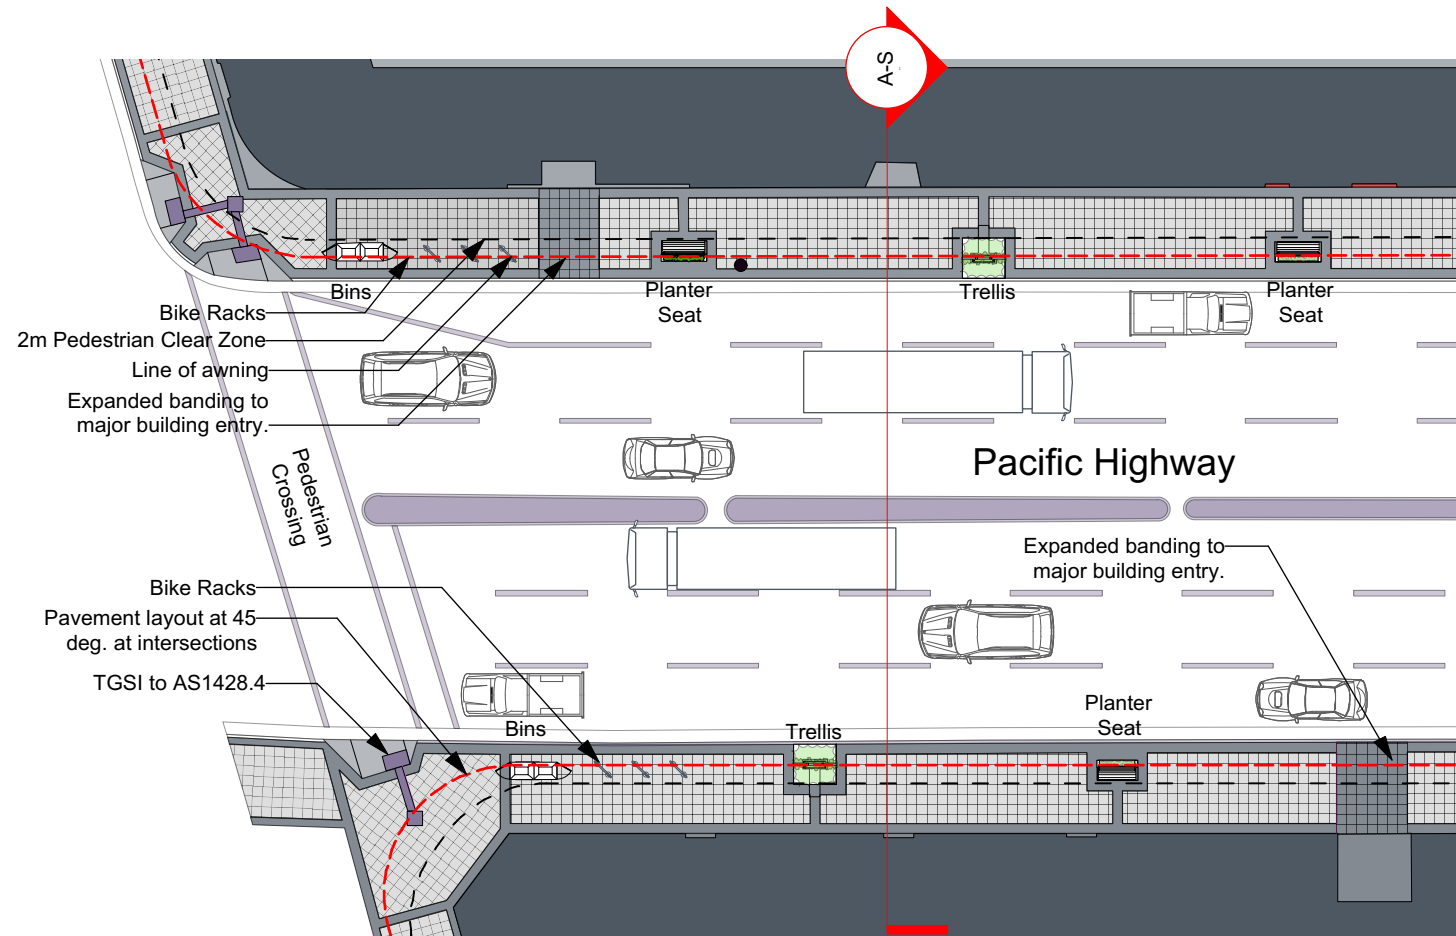 A-S
Bins
Planter
Seat
Trellis
Planter
Seat
Bike Racks
2m Pedestrian Clear Zone
Line of awning
Expanded banding to
major building entry.
Pacific Highway
Pedestrian
Crossing
Expanded banding to
major building entry.
Bike Racks
Pavement layout at 45
deg. at intersections
TGSI to AS1428.4
Bins
Trellis
Planter
Seat